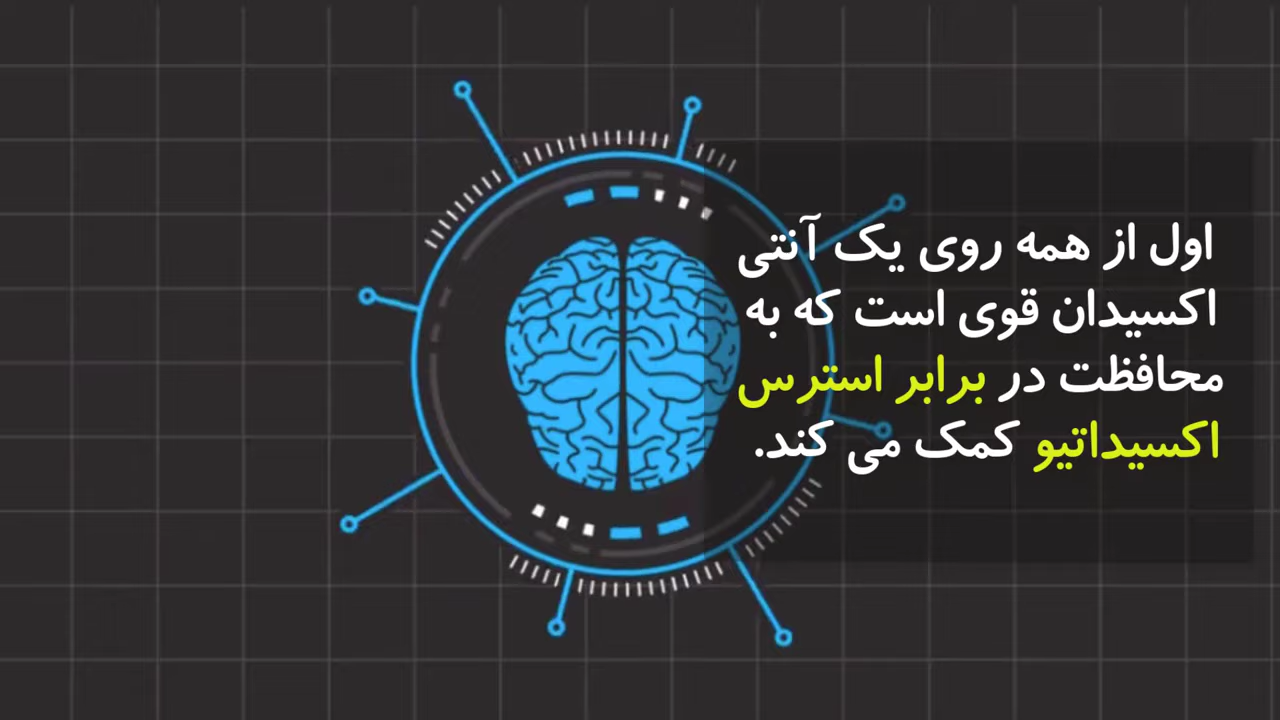 اول از همه روی یک آنتی
اکسیدان قوی است که به
محافظت در برابر استرس
اکسیداتیو کمک می کند.